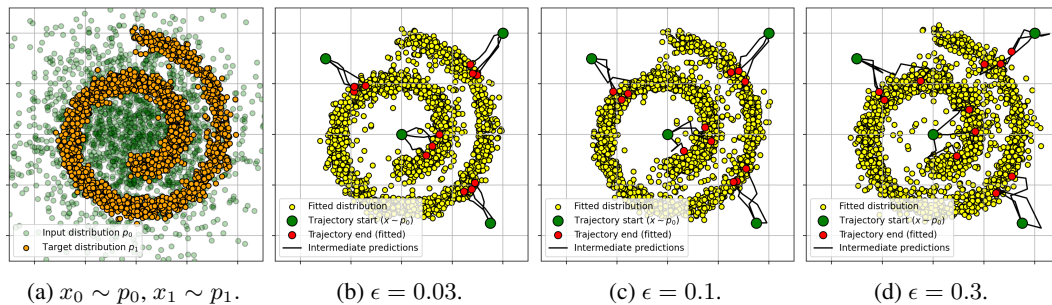 Input distribution p₀
Target distribution p₁
Fitted distribution
Trajectory start (x ~ p₀)
Trajectory end (fitted)
Intermediate predictions
Fitted distribution
Trajectory start (x ~ p₀)
Trajectory end (fitted)
Intermediate predictions
Fitted distribution
Trajectory start (x ~ p₀)
Trajectory end (fitted)
Intermediate predictions
(a) x₀ ∼ p₀, x₁ ∼ p₁.
(b) ϵ = 0.03.
(c) ϵ = 0.1.
(d) ϵ = 0.3.